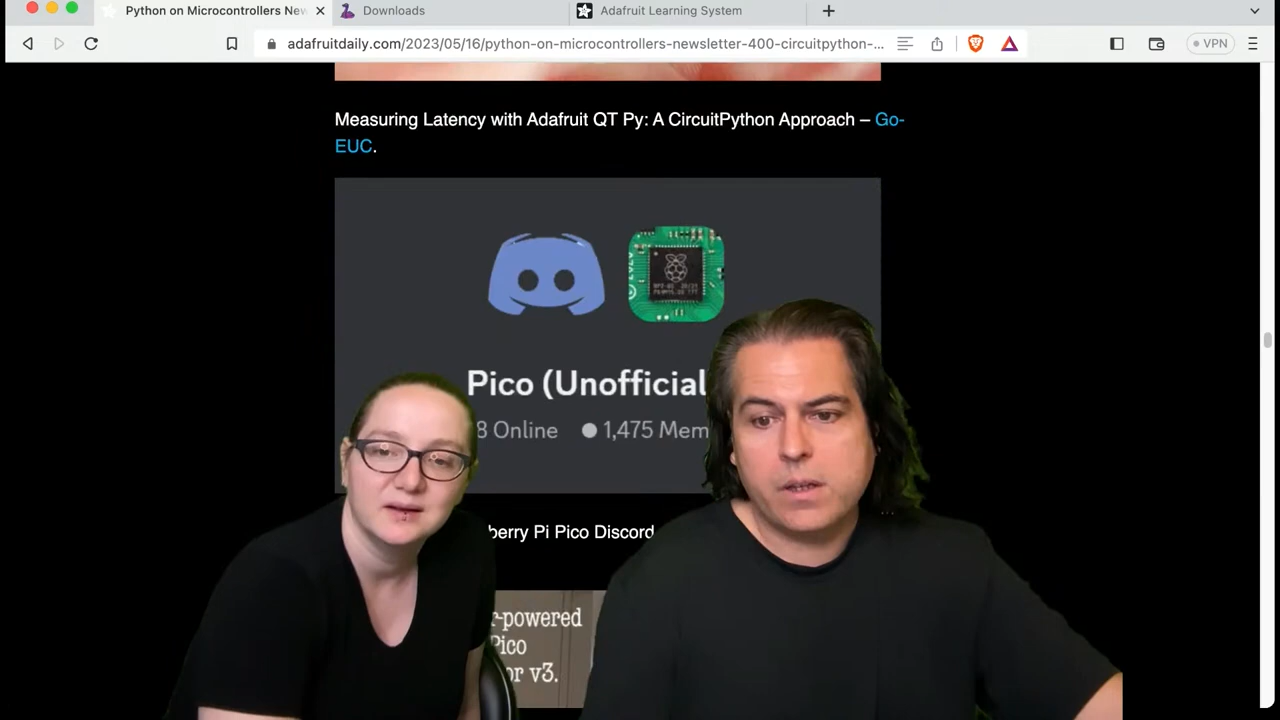 Python on Microcontrollers New
Downloads
Adafruit Learning System
adafruitdaily.com/2023/05/16/python-on-microcontrollers-newsletter-400-circuitpython-...
VPN
Measuring Latency with Adafruit QT Py: A CircuitPython Approach – Go-
EUC.
Pico (Unofficial
8 Online 1,475 Mem
berry Pi Pico Discord
r-powered
Pico
or v3.